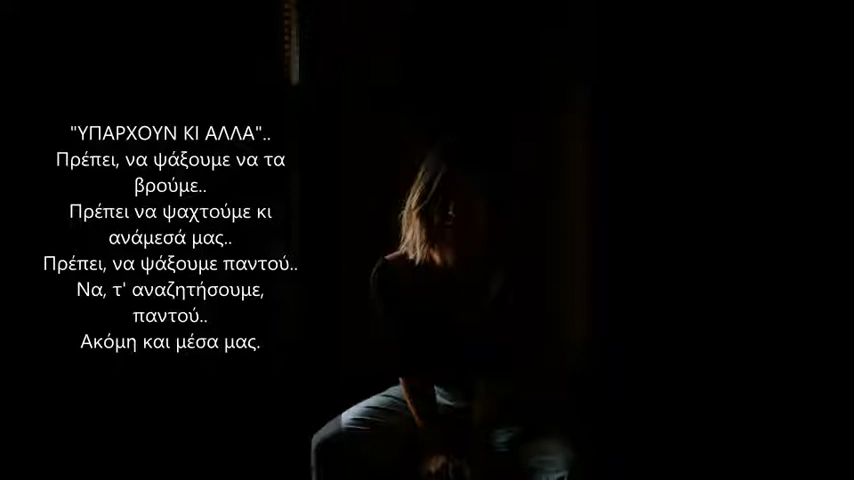 "ΥΠΑΡΧΟΥΝ ΚΙ ΑΛΛΑ"..
Πρέπει, να ψάξουμε να τα
βρούμε..
Πρέπει να ψαχτούμε κι
ανάμεσά μας..
Πρέπει, να ψάξουμε παντού..
Να, τ' αναζητήσουμε,
παντού..
Ακόμη και μέσα μας.